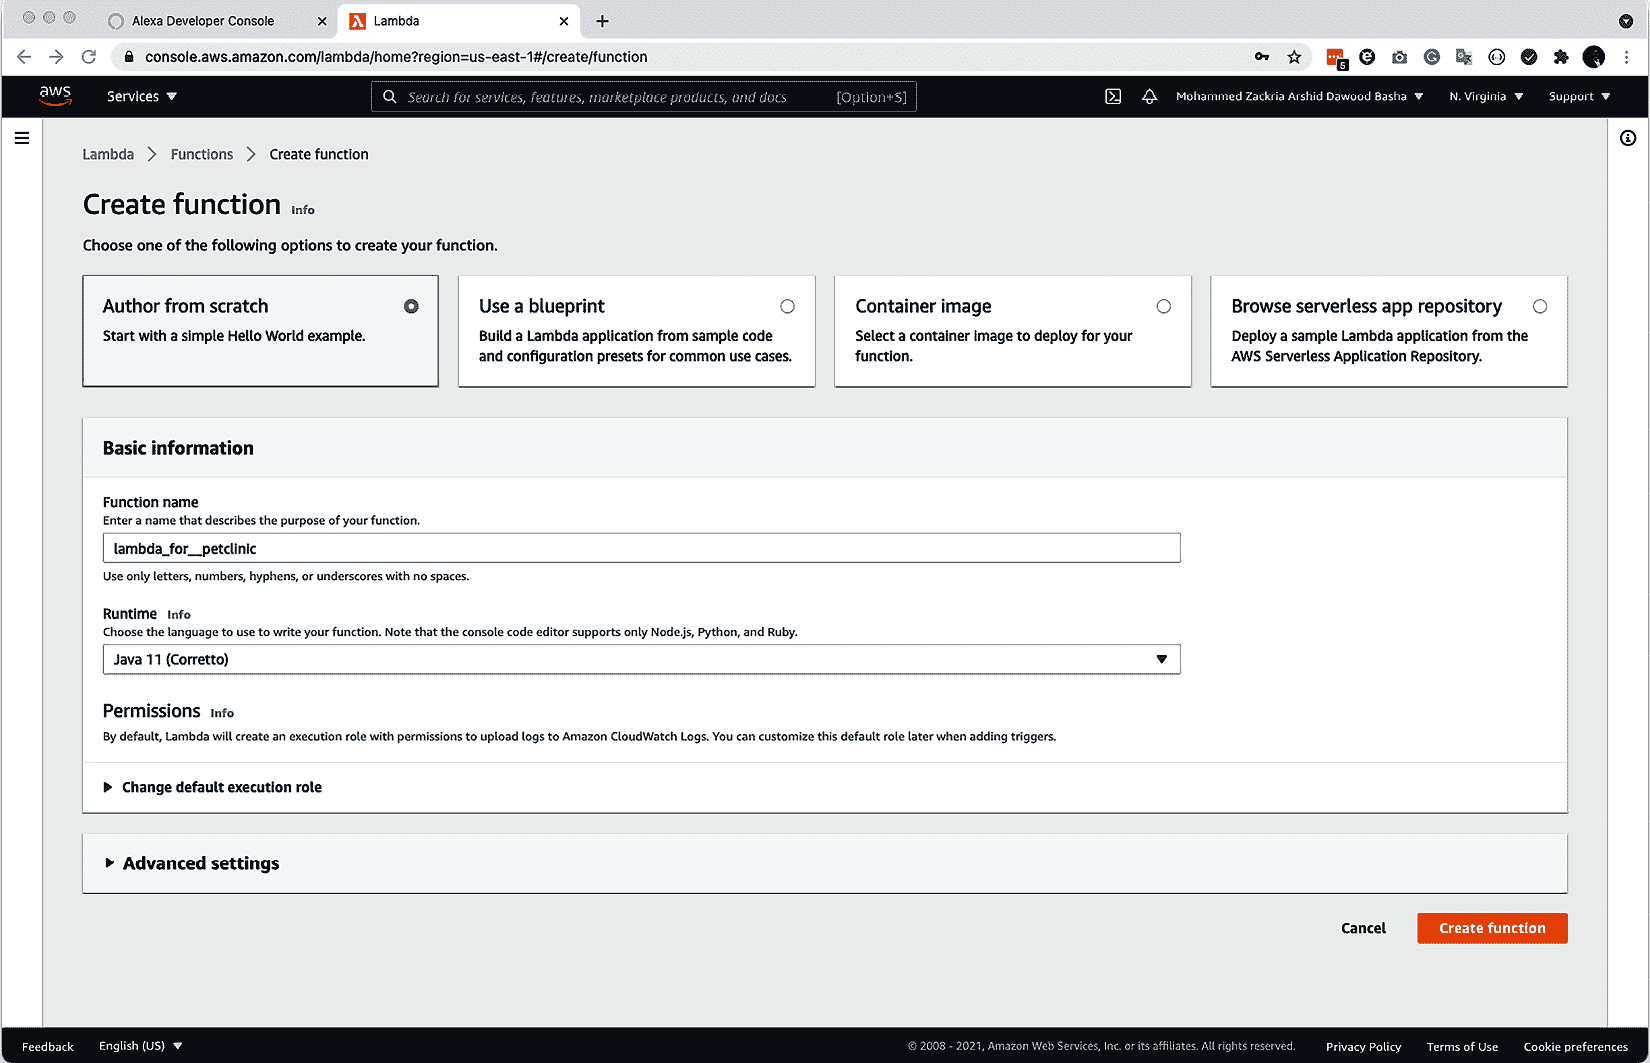 Alexa Developer Console
Lambda
console.aws.amazon.com/lambda/home?region=us-east-1#/create/function
5
aws
Services
Search for services, features, marketplace products, and docs [Option+S]
Mohammed Zackria Arshid Dawood Basha
N. Virginia
Support
Lambda > Functions > Create function
Create function Info
Choose one of the following options to create your function.
Author from scratch
Start with a simple Hello World example.
Use a blueprint
Build a Lambda application from sample code
and configuration presets for common use cases.
Container image
Select a container image to deploy for your
function.
Browse serverless app repository
Deploy a sample Lambda application from the
AWS Serverless Application Repository.
Basic information
Function name
Enter a name that describes the purpose of your function.
lambda_for__petclinic
Use only letters, numbers, hyphens, or underscores with no spaces.
Runtime Info
Choose the language to use to write your function. Note that the console code editor supports only Node.js, Python, and Ruby.
Java 11 (Corretto)
Permissions Info
By default, Lambda will create an execution role with permissions to upload logs to Amazon CloudWatch Logs. You can customize this default role later when adding triggers.
Change default execution role
Advanced settings
Cancel
Create function
Feedback
English (US)
© 2008 - 2021, Amazon Web Services, Inc. or its affiliates. All rights reserved.
Privacy Policy
Terms of Use
Cookie preferences